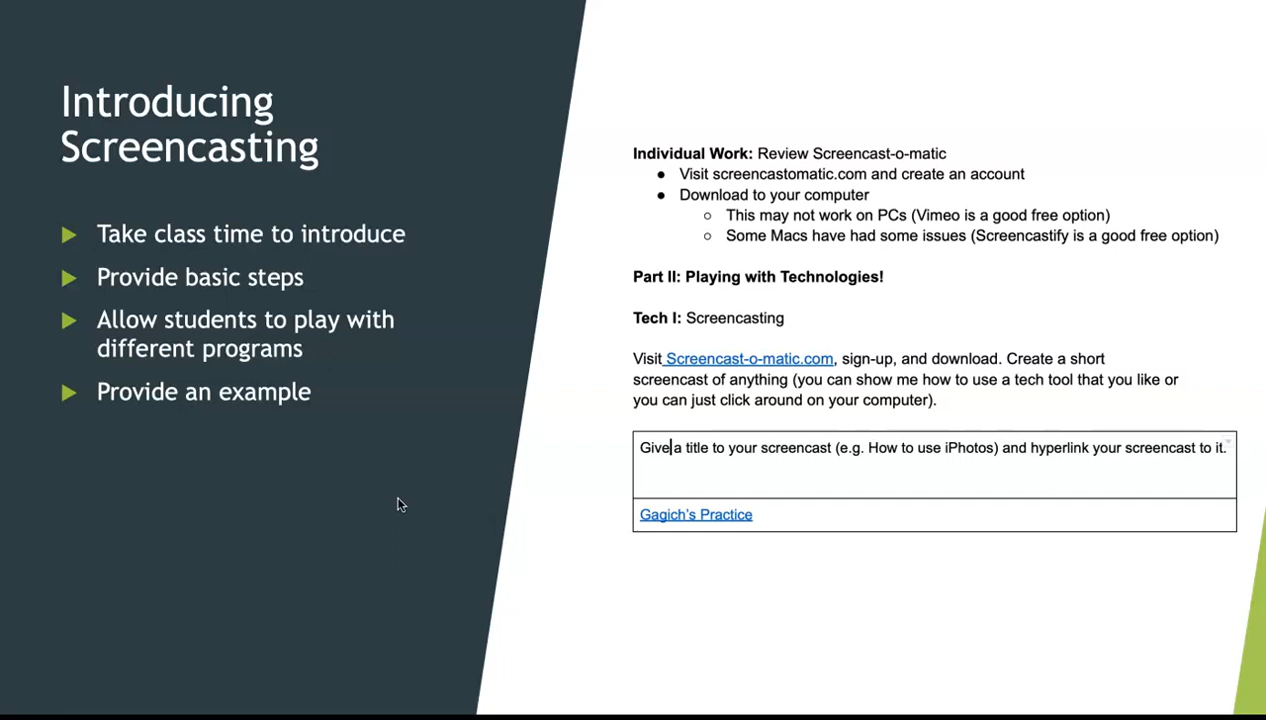 Introducing
Screencasting
Take class time to introduce
Provide basic steps
Allow students to play with
different programs
Provide an example
Individual Work: Review Screencast-o-matic
● Visit screencastomatic.com and create an account
● Download to your computer
○ This may not work on PCs (Vimeo is a good free option)
○ Some Macs have had some issues (Screencastify is a good free option)
Part II: Playing with Technologies!
Tech I: Screencasting
Visit Screencast-o-matic.com, sign-up, and download. Create a short
screencast of anything (you can show me how to use a tech tool that you like or
you can just click around on your computer).
Give a title to your screencast (e.g. How to use iPhotos) and hyperlink your screencast to it.
Gagich’s Practice